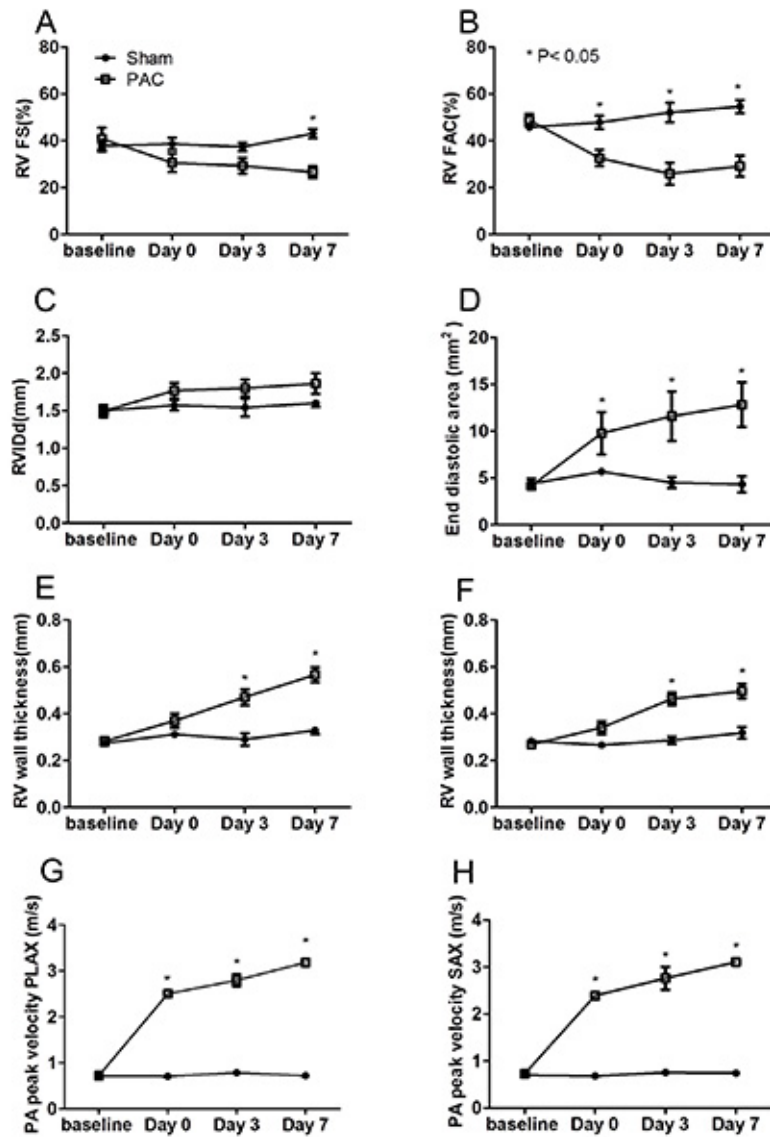 A
RV FS(%)
80
60
40
20
0
Sham
PAC
*
baseline Day 0 Day 3 Day 7
B
RV FAC(%)
80
60
40
20
0
* P< 0.05
* * *
baseline Day 0 Day 3 Day 7
C
RVIDd(mm)
2.5
2.0
1.5
1.0
0.5
0.0
baseline Day 0 Day 3 Day 7
D
End diastolic area (mm²)
20
15
10
5
0
* * *
baseline Day 0 Day 3 Day 7
E
RV wall thickness(mm)
0.8
0.6
0.4
0.2
0.0
* *
baseline Day 0 Day 3 Day 7
F
RV wall thickness(mm)
0.8
0.6
0.4
0.2
0.0
* *
baseline Day 0 Day 3 Day 7
G
PA peak velocity PLAX (m/s)
4
3
2
1
0
* * *
baseline Day 0 Day 3 Day 7
H
PA peak velocity SAX (m/s)
4
3
2
1
0
* * *
baseline Day 0 Day 3 Day 7